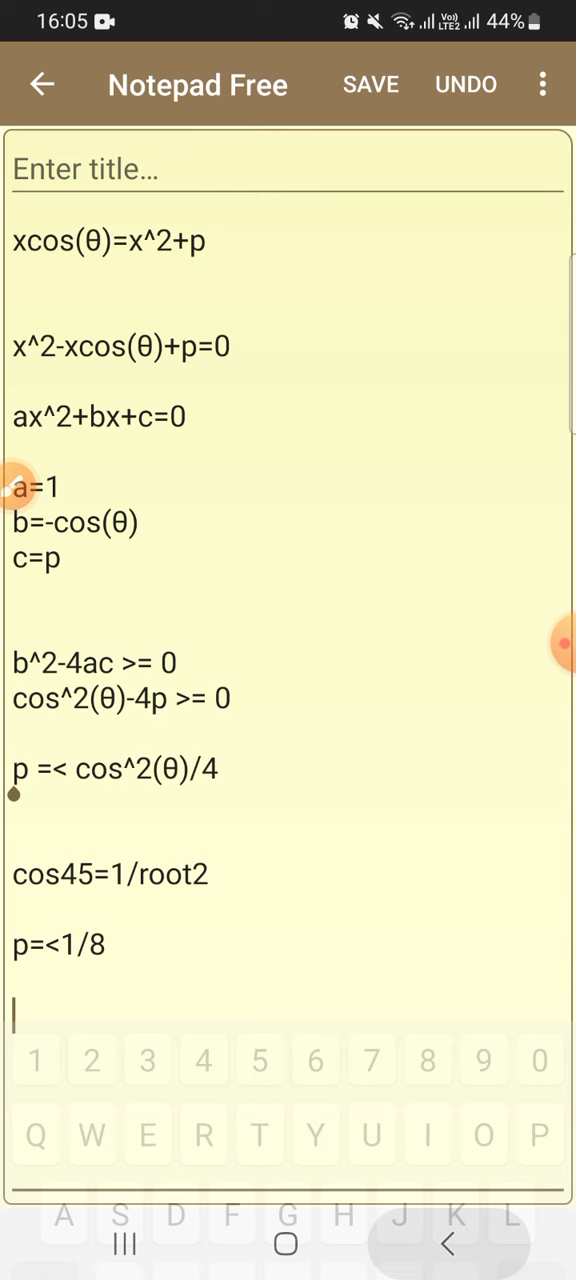 16:05
Vo)) LTE2 44%
Notepad Free SAVE UNDO
Enter title...
xcos(θ)=x^2+p
x^2-xcos(θ)+p=0
ax^2+bx+c=0
a=1
b=-cos(θ)
c=p
b^2-4ac >= 0
cos^2(θ)-4p >= 0
p =< cos^2(θ)/4
cos45=1/root2
p=<1/8
1 2 3 4 5 6 7 8 9 0
Q W E R T Y U I O P
A S D F G H J K L